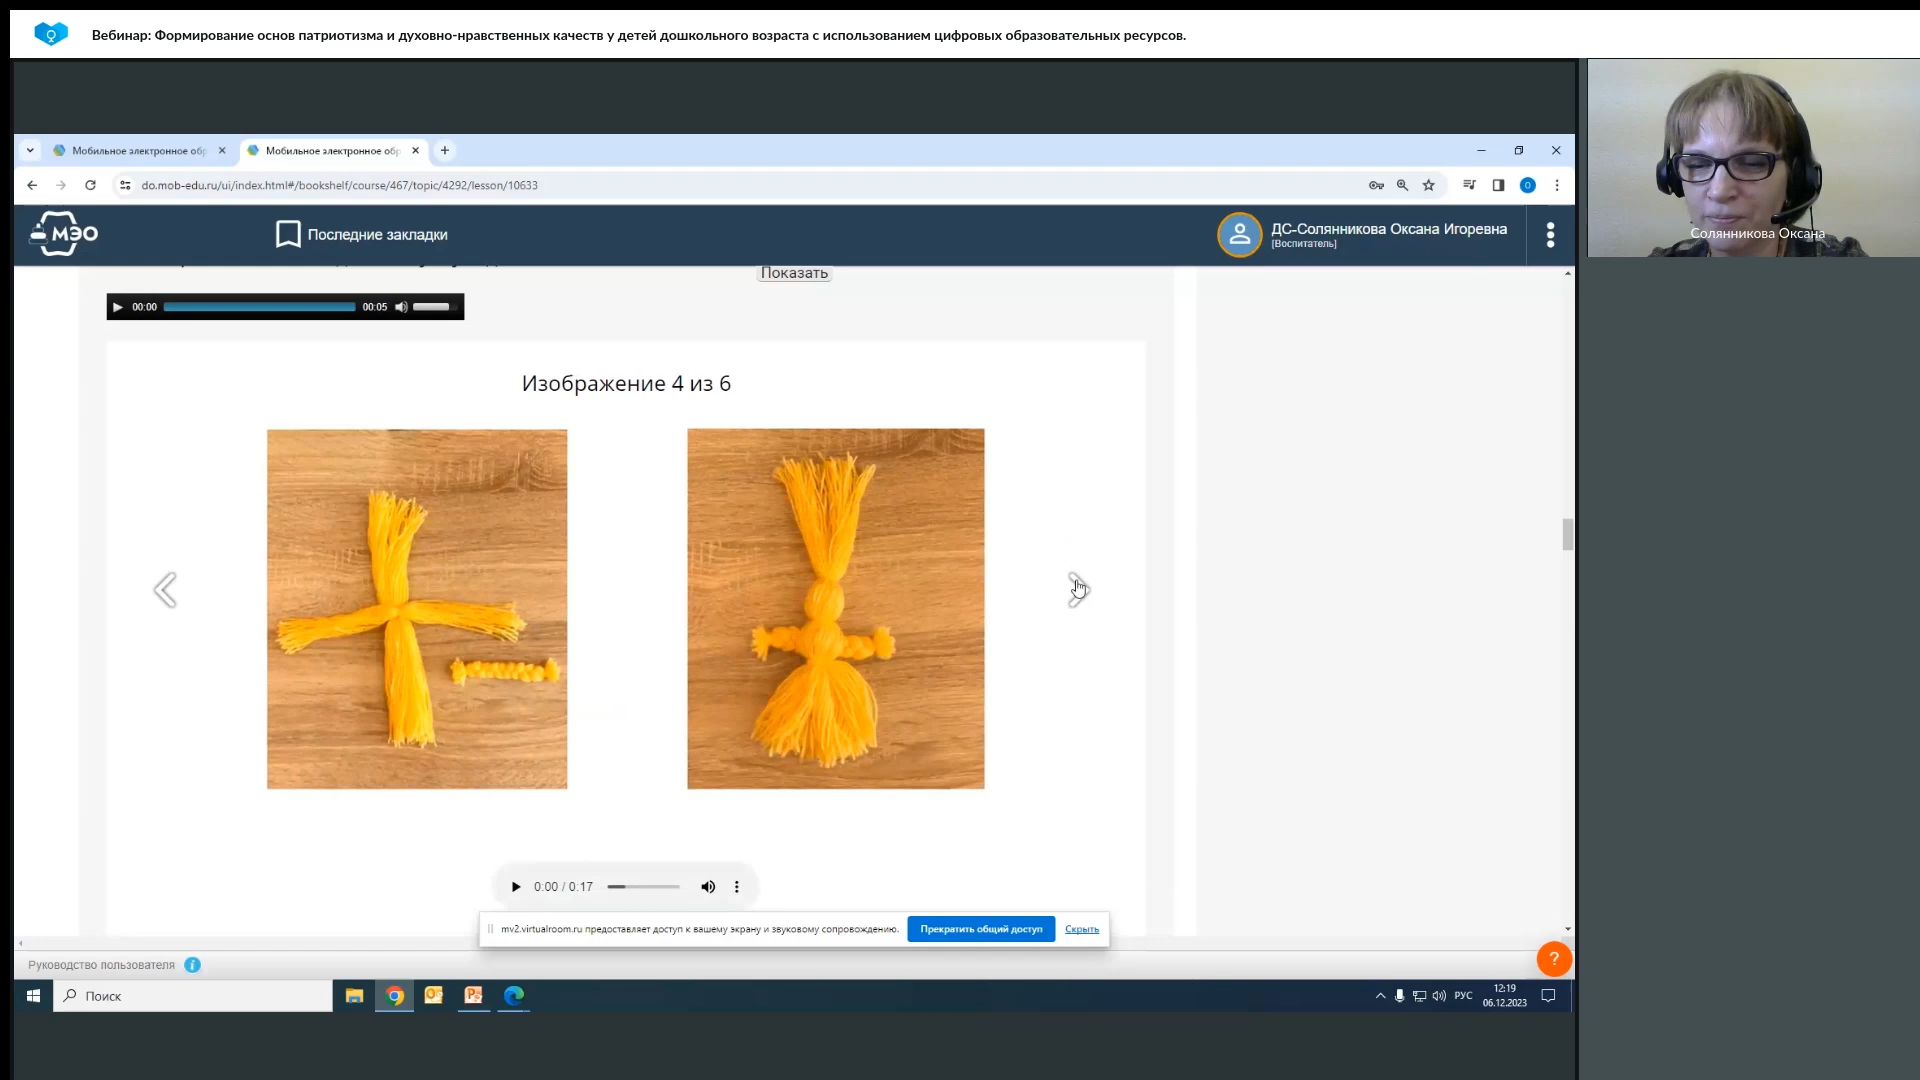 Вебинар: Формирование основ патриотизма и духовно-нравственных качеств у детей дошкольного возраста с использованием цифровых образовательных ресурсов.
Мобильное электронное обр
Мобильное электронное обр
do.mob-edu.ru/ui/index.html#/bookshelf/course/467/topic/4292/lesson/10633
МЭО
Последние закладки
ДС-Солянникова Оксана Игоревна
[Воспитатель]
Солянникова Оксана
Показать
00:00
00:05
Изображение 4 из 6
0:00 / 0:17
mv2.virtualroom.ru предоставляет доступ к вашему экрану и звуковому сопровождению.
Прекратить общий доступ
Скрыть
Руководство пользователя
?
Поиск
РУС
12:19
06.12.2023